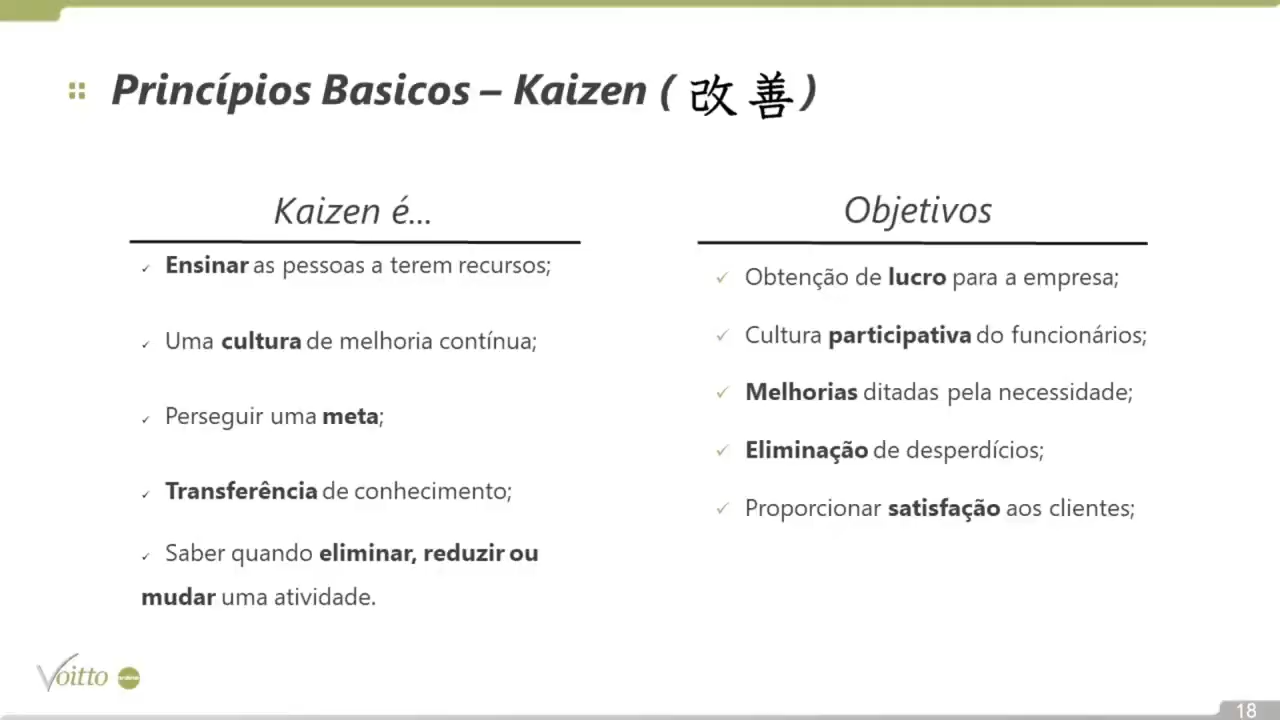 Princípios Basicos – Kaizen ( 改善)
Kaizen é...
Ensinar as pessoas a terem recursos;
Uma cultura de melhoria contínua;
Perseguir uma meta;
Transferência de conhecimento;
Saber quando eliminar, reduzir ou
mudar uma atividade.
Objetivos
Obtenção de lucro para a empresa;
Cultura participativa do funcionários;
Melhorias ditadas pela necessidade;
Eliminação de desperdícios;
Proporcionar satisfação aos clientes;
Voitto
18